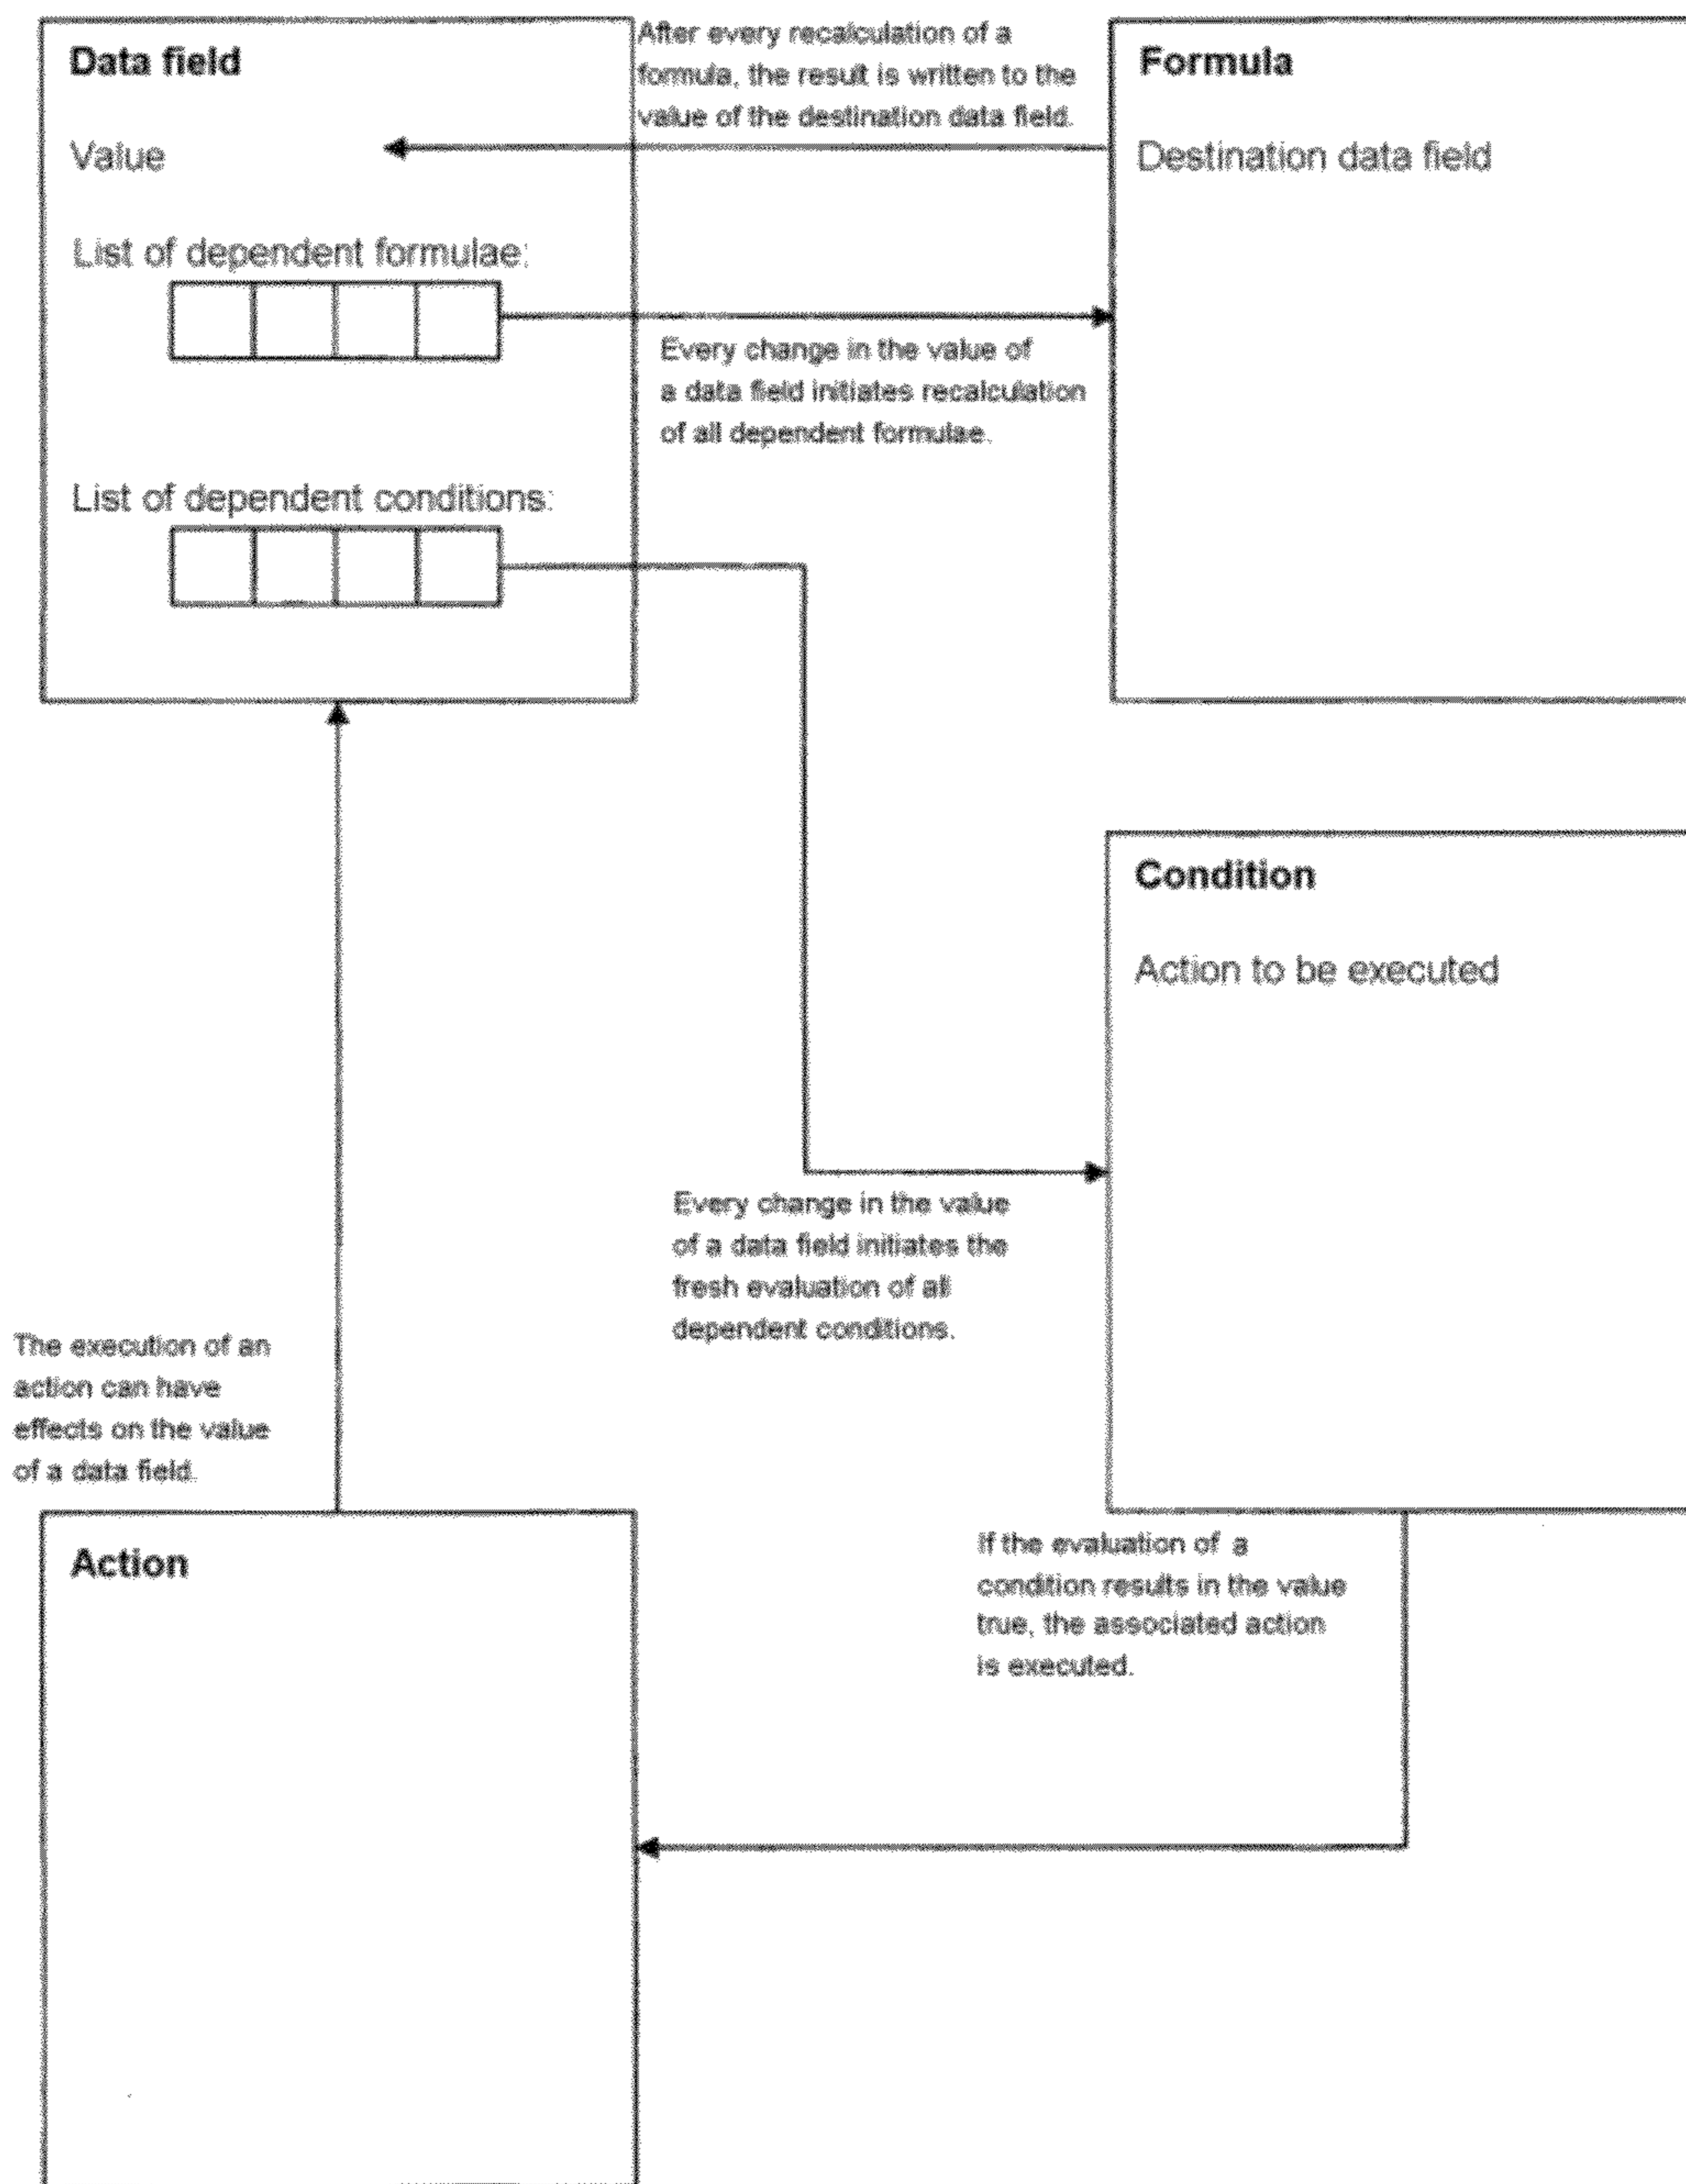 Data field
Value
List of dependent formulae:
List of dependent conditions:
After every recalculation of a
formula, the result is written to the
value of the destination data field.
Formula
Destination data field
Every change in the value of
a data field initiates recalculation
of all dependent formulae.
Condition
Action to be executed
Every change in the value
of a data field initiates the
fresh evaluation of all
dependent conditions.
The execution of an
action can have
effects on the value
of a data field.
Action
If the evaluation of a
condition results in the value
true, the associated action
is executed.